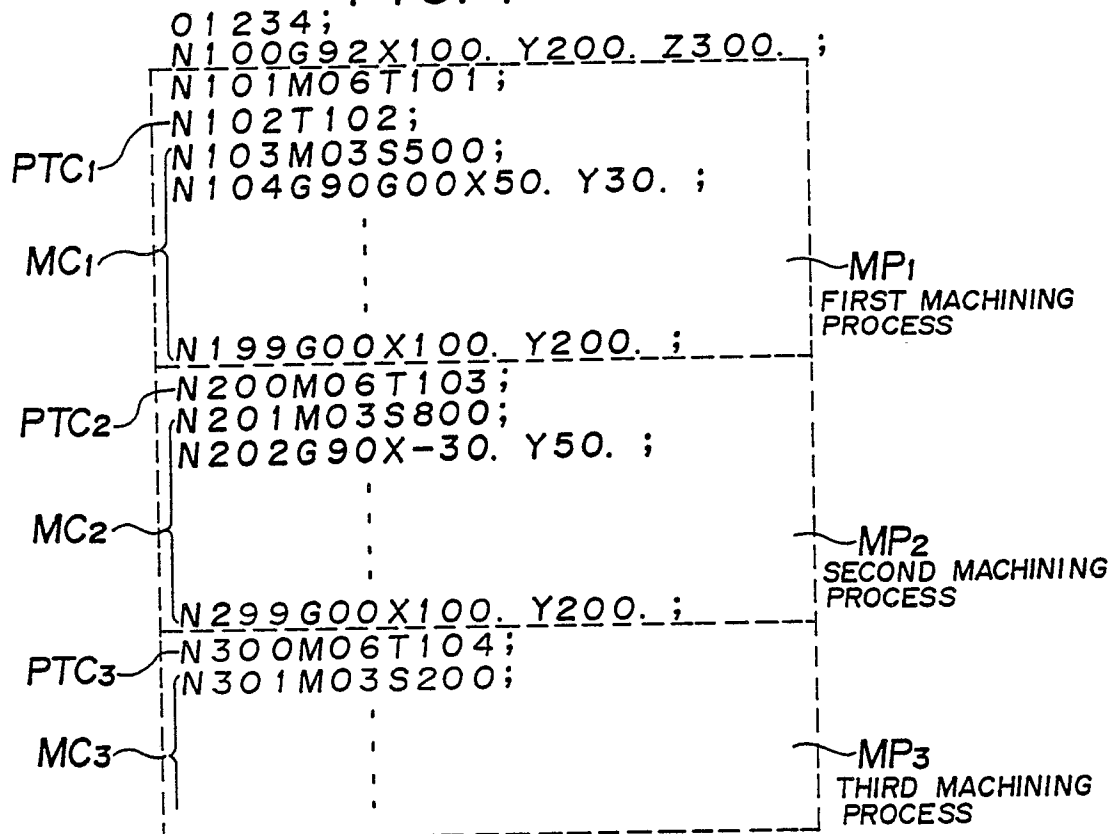 O1234;
N100G92X100. Y200. Z300. ;
N101M06T101;
N102T102;
PTC1
N103M03S500;
N104G90G00X50. Y30. ;
MC1
MP1
FIRST MACHINING
PROCESS
N199G00X100. Y200. ;
N200M06T103;
PTC2
N201M03S800;
N202G90X-30. Y50. ;
MC2
MP2
SECOND MACHINING
PROCESS
N299G00X100. Y200. ;
N300M06T104;
PTC3
N301M03S200;
MC3
MP3
THIRD MACHINING
PROCESS